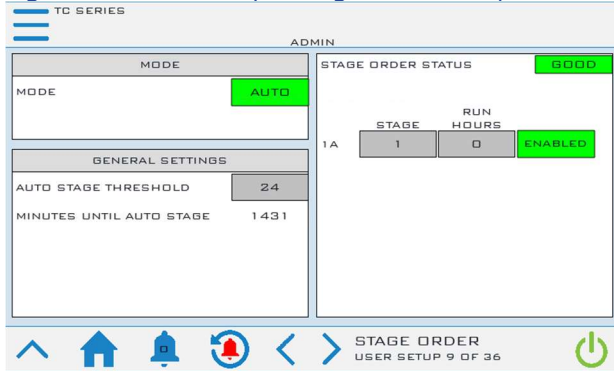 TC SERIES
ADMIN
MODE
MODE AUTO
GENERAL SETTINGS
AUTO STAGE THRESHOLD 24
MINUTES UNTIL AUTO STAGE 1431
STAGE ORDER STATUS GOOD
RUN
STAGE HOURS
1A 1 0 ENABLED
0
STAGE ORDER
USER SETUP 9 OF 36